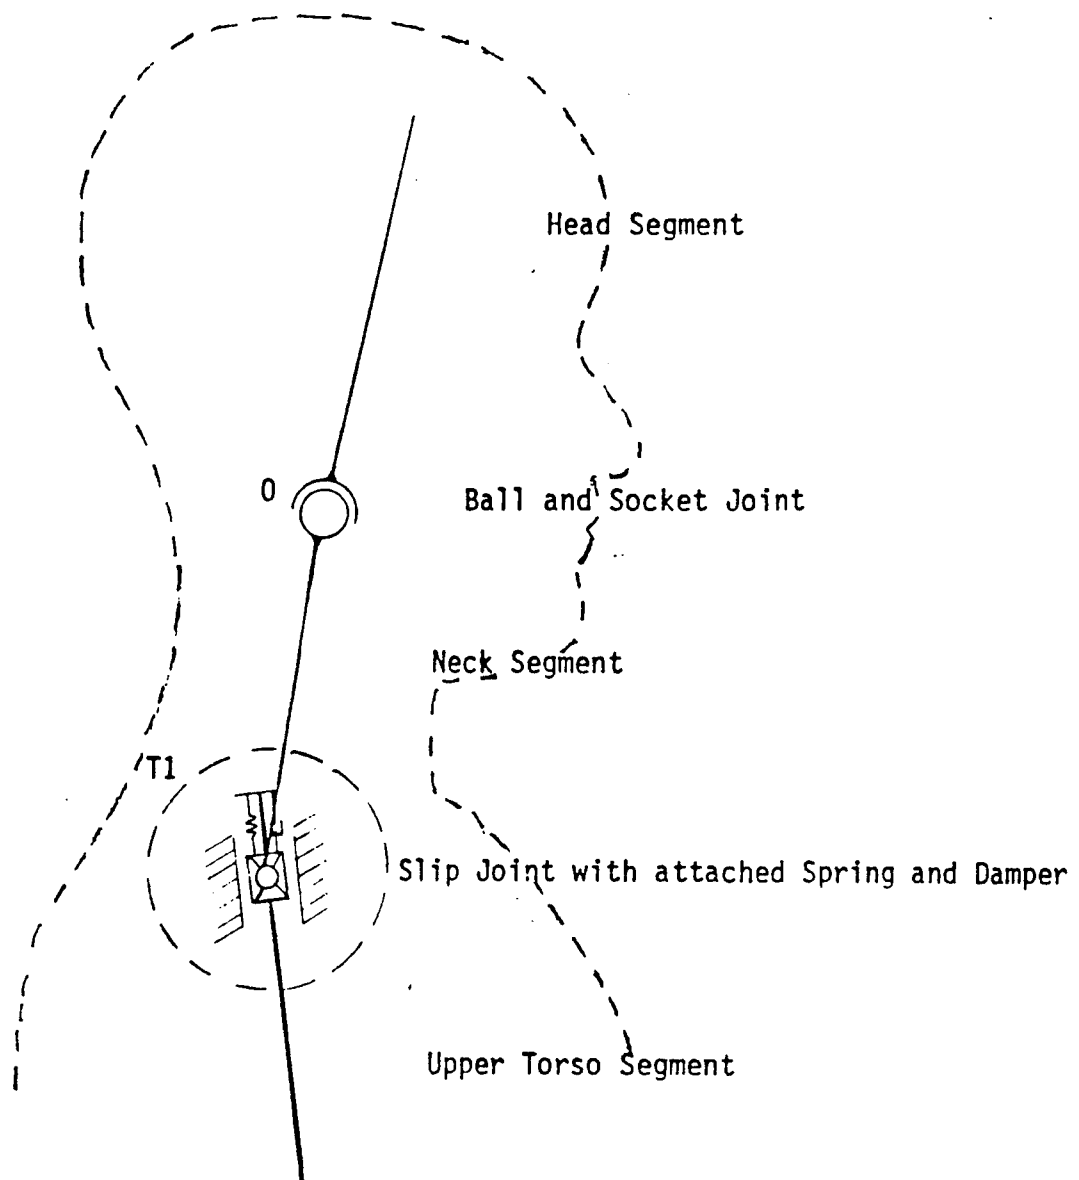 Head Segment
O
Ball and Socket Joint
Neck Segment
T1
Slip Joint with attached Spring and Damper
Upper Torso Segment